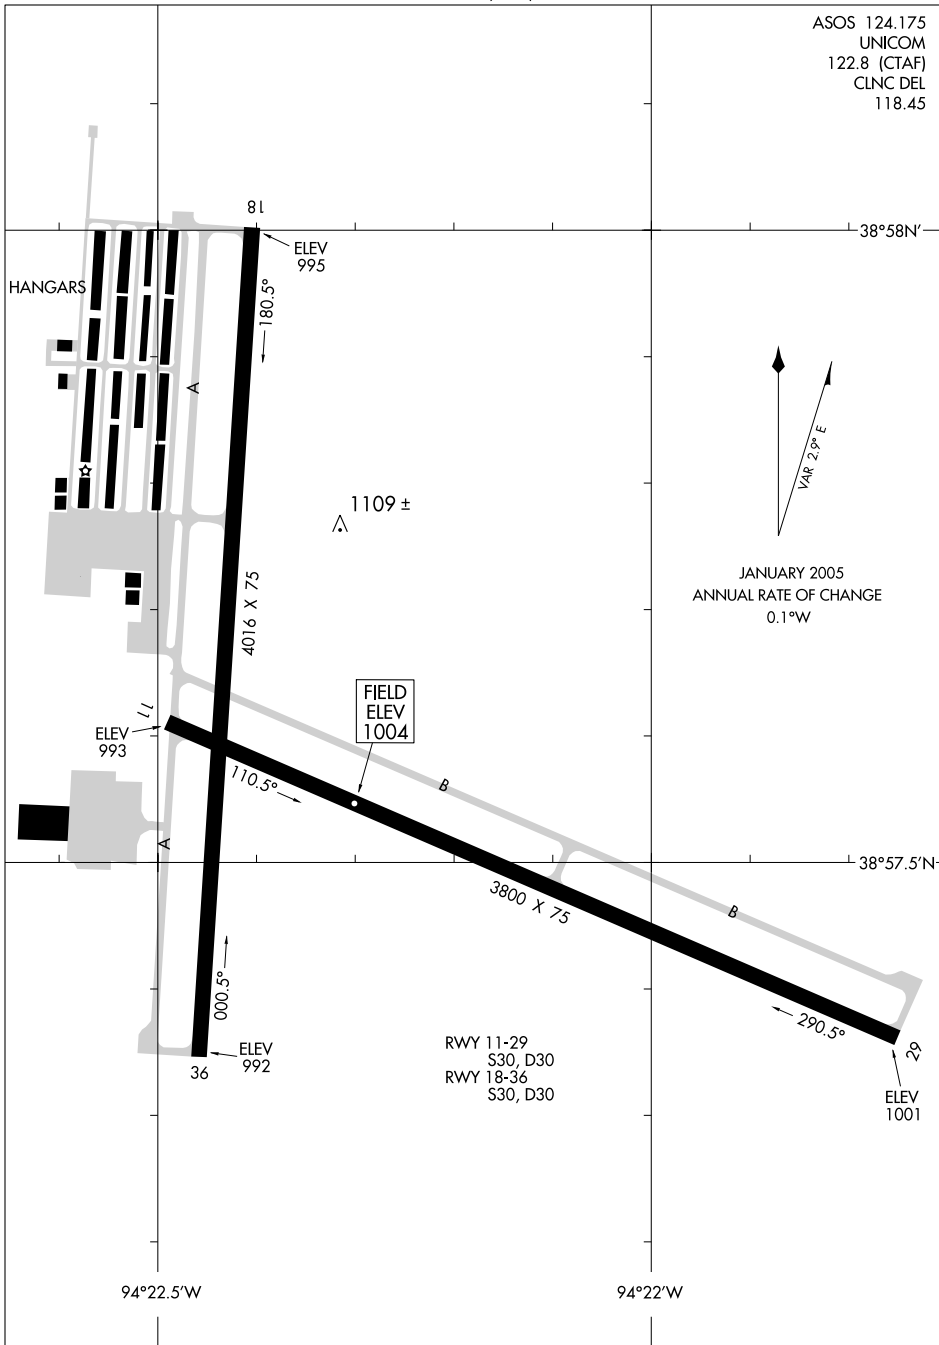 ASOS 124.175
UNICOM
122.8 (CTAF)
CLNC DEL
118.45
18
38°58N'
ELEV
995
HANGARS
180.5°
A
VAR 2.9° E
1109 ±
JANUARY 2005
ANNUAL RATE OF CHANGE
0.1°W
4016 X 75
FIELD
ELEV
1004
11
ELEV
993
110.5°
B
A
38°57.5'N
3800 X 75
B
000.5°
290.5°
RWY 11-29
S30, D30
RWY 18-36
S30, D30
ELEV
992
36
29
ELEV
1001
94°22.5'W
94°22'W